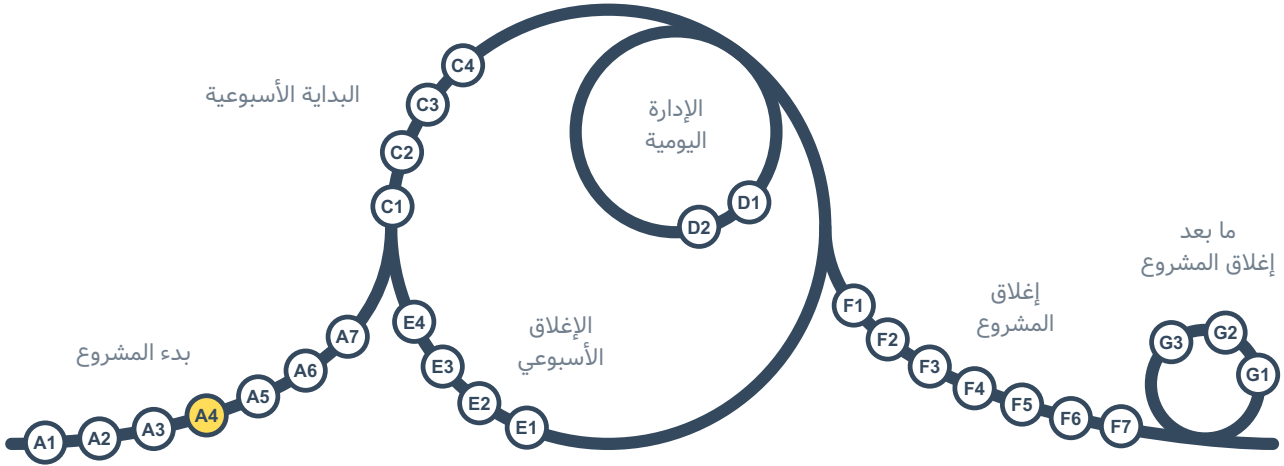 بدء المشروع
A1
A2
A3
A4
A5
A6
A7
البداية الأسبوعية
C1
C2
C3
C4
الإدارة
اليومية
D1
D2
الإغلاق
الأسبوعي
E1
E2
E3
E4
إغلاق
المشروع
F1
F2
F3
F4
F5
F6
F7
ما بعد
إغلاق المشروع
G1
G2
G3